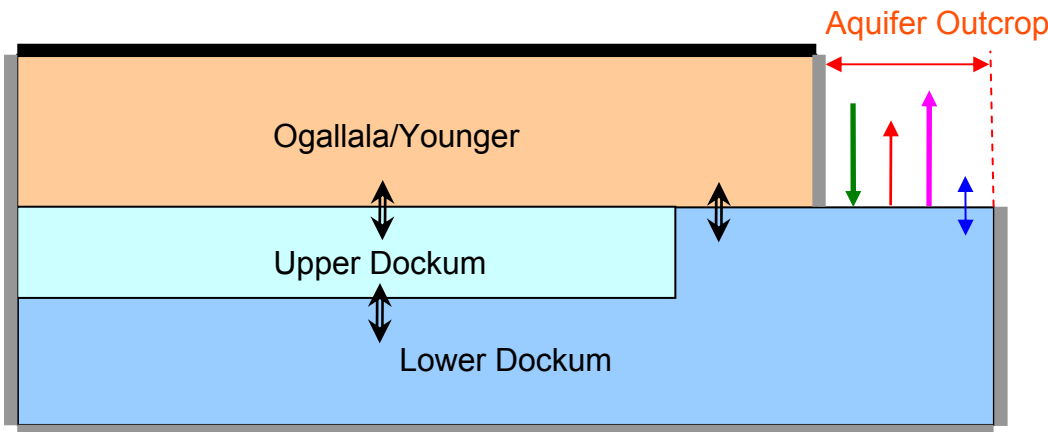 Aquifer Outcrop
Ogallala/Younger
Upper Dockum
Lower Dockum